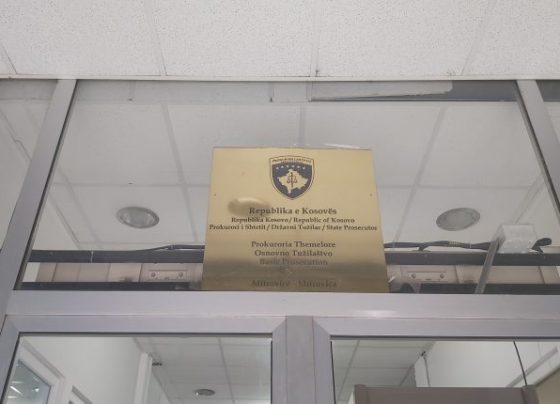 Republika e Kosovës
Republika Kosovo / Republic of Kosovo
Prokurori i Shtetit / Državni Tužilac / State Prosecutor
Prokuroria Themelore
Osnovno Tužilaštvo
Basic Prosecution
Mitrovicë - Mitrovica